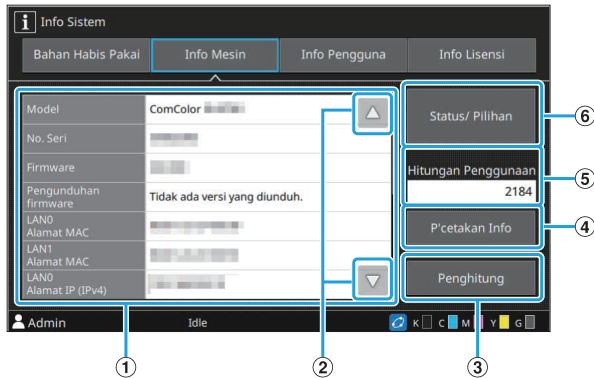 i Info Sistem
Bahan Habis Pakai Info Mesin Info Pengguna Info Lisensi
Model ComColor
No. Seri
Firmware
Pengunduhan
firmware
Tidak ada versi yang diunduh.
LAN0
Alamat MAC
LAN1
Alamat MAC
LAN0
Alamat IP (IPv4)
Status/ Pilihan
Hitungan Penggunaan
2184
P'cetakan Info
Penghitung
Admin Idle K C M Y G
⑥
⑤
④
① ② ③